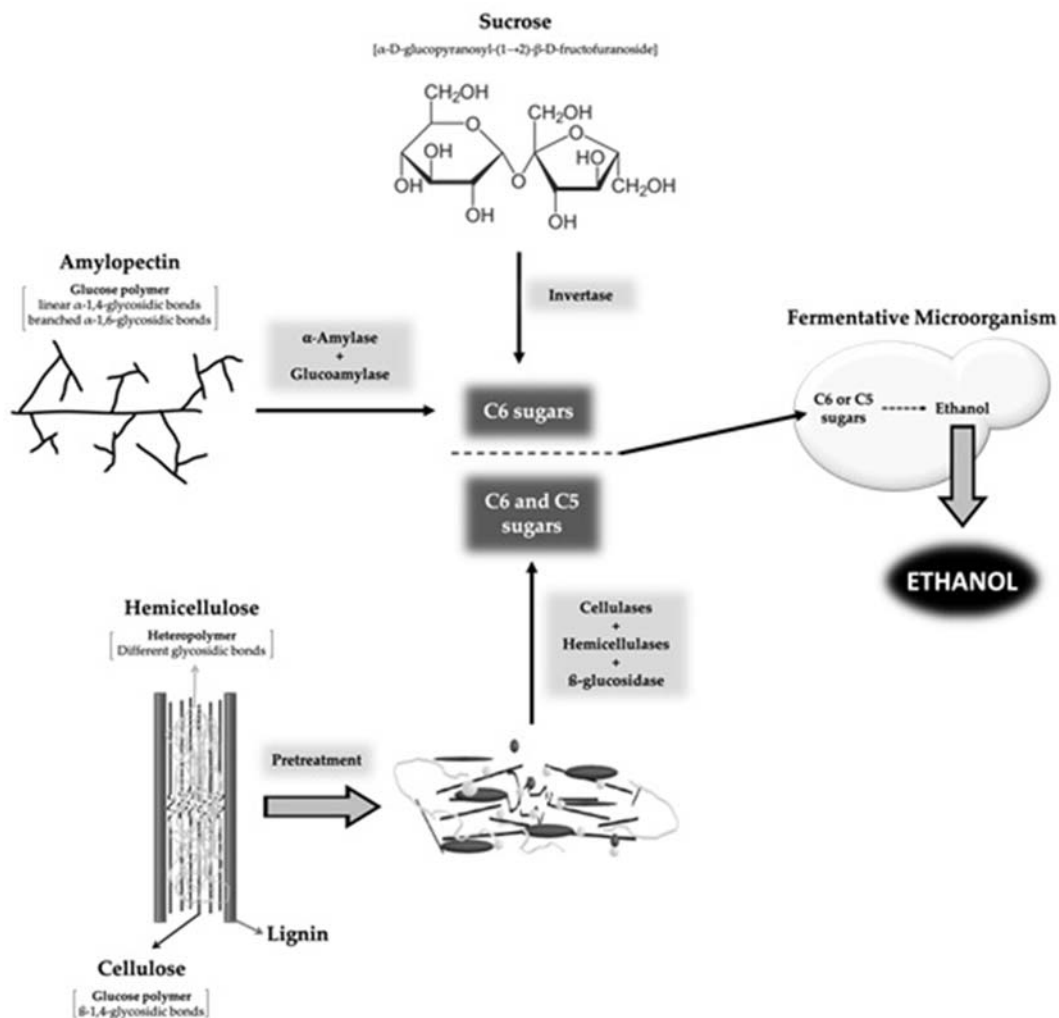 Sucrose
[α-D-glucopyranosyl-(1→2)-β-D-fructofuranoside]
CH₂OH
O
OH
OH
OH
O
CH₂OH
O
HO
CH₂OH
OH
Invertase
Amylopectin
Glucose polymer
linear α-1,4-glycosidic bonds
branched α-1,6-glycosidic bonds
α-Amylase
+
Glucoamylase
C6 sugars
C6 and C5
sugars
Fermentative Microorganism
C6 or C5
sugars
Ethanol
ETHANOL
Cellulases
+
Hemicellulases
+
ß-glucosidase
Hemicellulose
Heteropolymer
Different glycosidic bonds
Pretreatment
Lignin
Cellulose
Glucose polymer
ß-1,4-glycosidic bonds